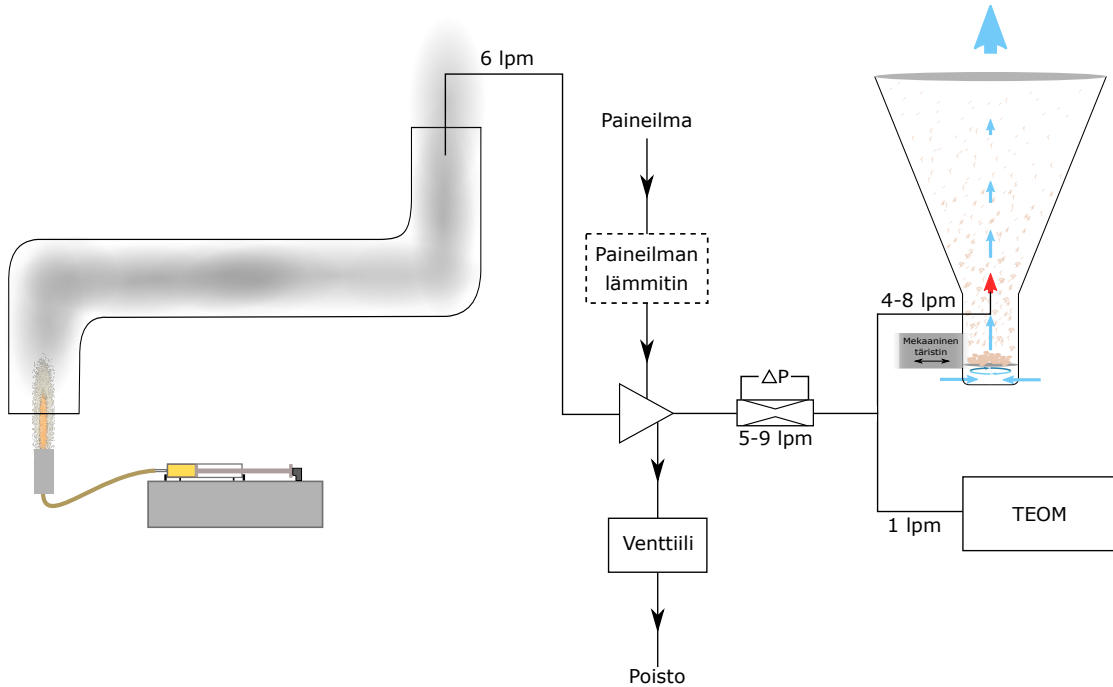 6 lpm
Paineilma
Paineilman
lämmitin
4-8 lpm
Mekaaninen
täristin
△P
5-9 lpm
1 lpm
TEOM
Venttiili
Poisto